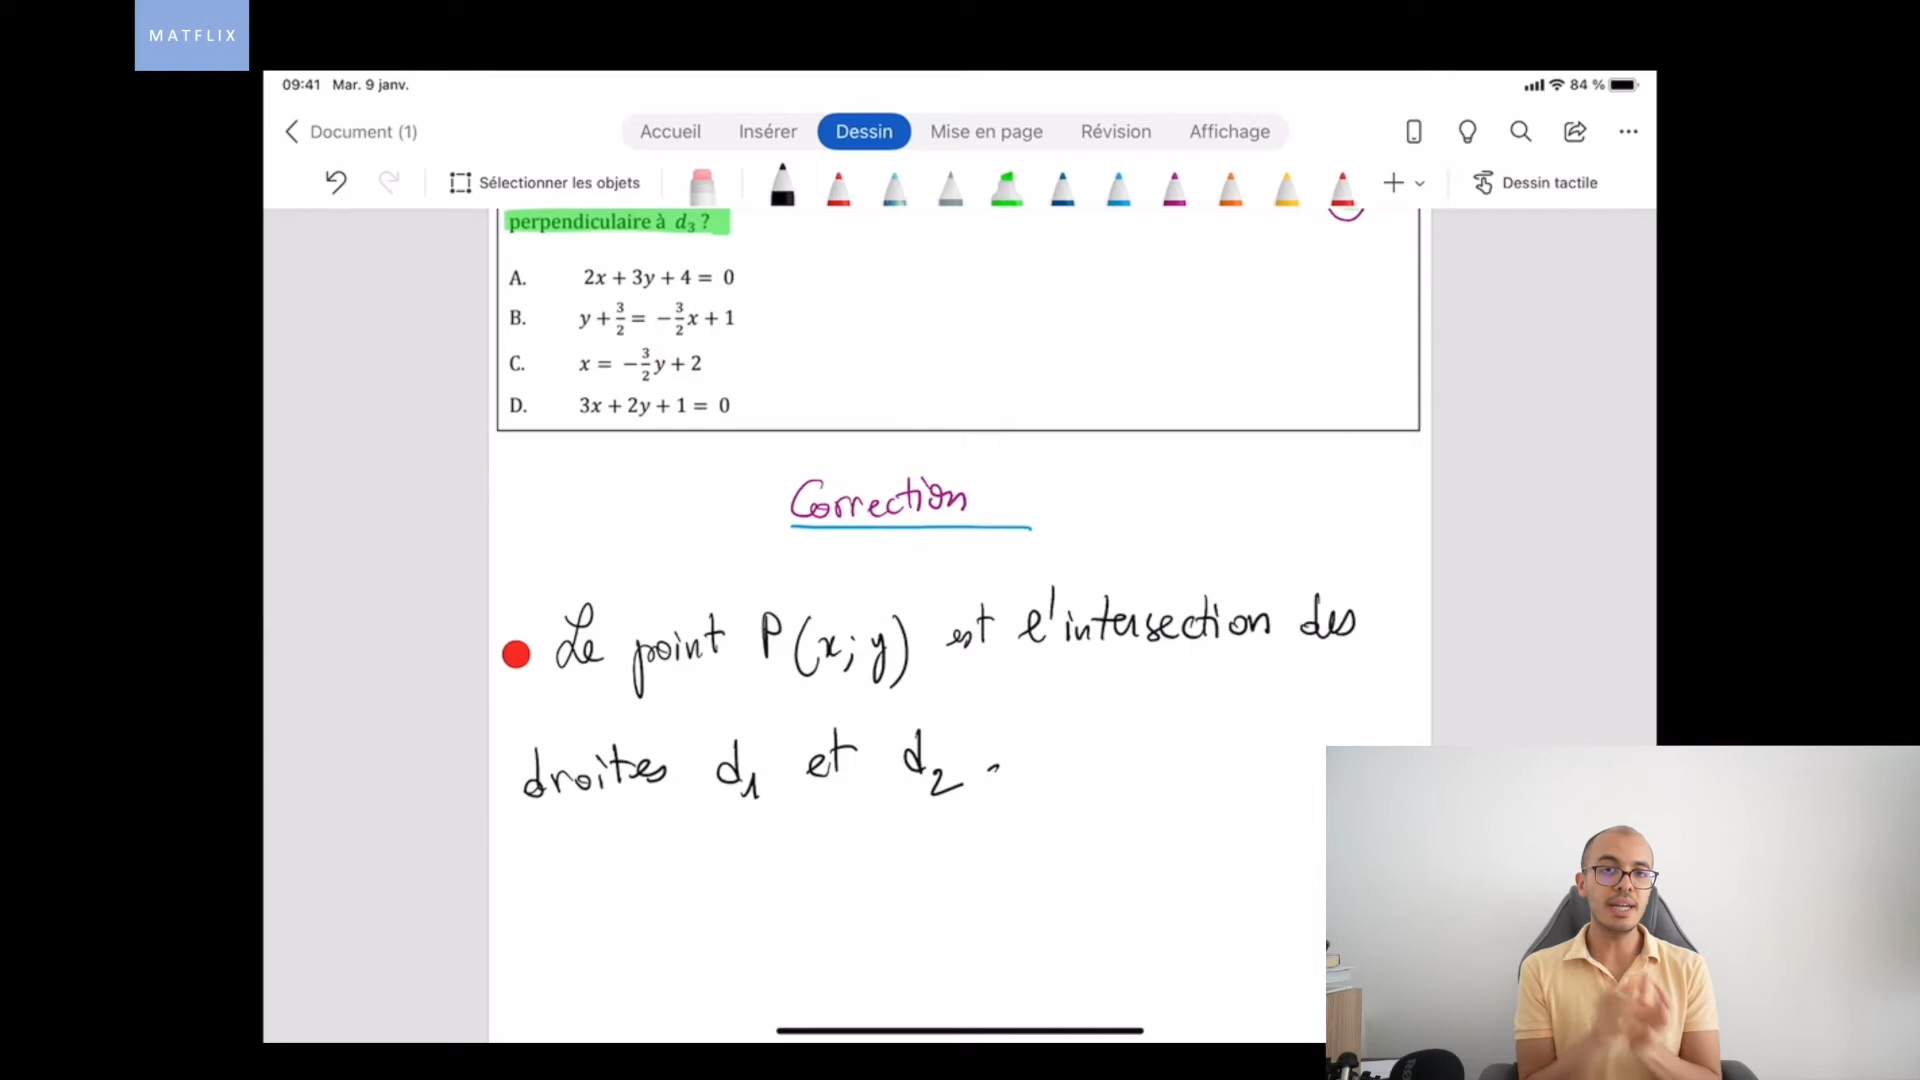 MATFLIX
09:41 Mar. 9 janv.
84 %
Document (1)
Accueil Insérer Dessin Mise en page Révision Affichage
Sélectionner les objets
Dessin tactile
perpendiculaire à d₃ ?
A. 2x + 3y + 4 = 0
B. y + 3/2 = −3/2 x + 1
C. x = −3/2 y + 2
D. 3x + 2y + 1 = 0
Correction
Le point P(x; y) est l'intersection des
droites d₁ et d₂.